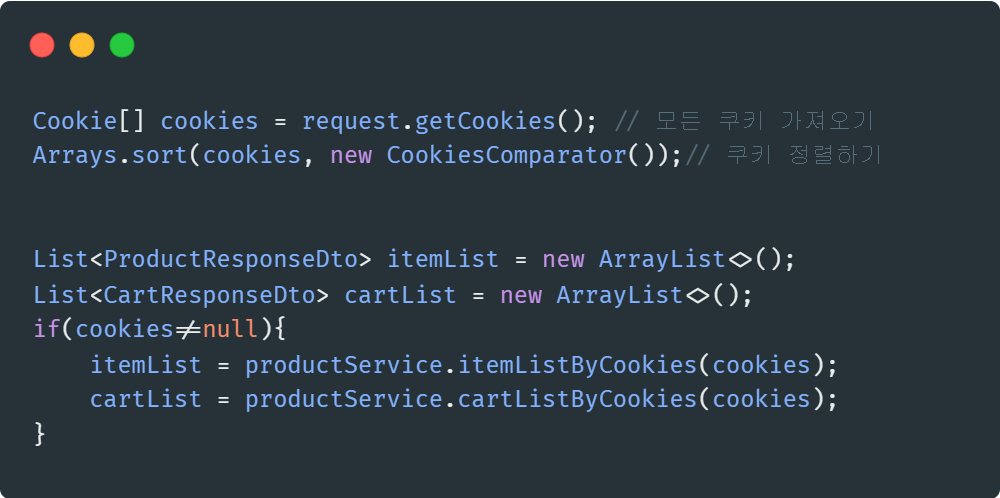 Cookie[] cookies = request.getCookies(); // 모든 쿠키 가져오기
Arrays.sort(cookies, new CookiesComparator());// 쿠키 정렬하기
List<ProductResponseDto> itemList = new ArrayList<>();
List<CartResponseDto> cartList = new ArrayList<>();
if(cookies!=null){
    itemList = productService.itemListByCookies(cookies);
    cartList = productService.cartListByCookies(cookies);
}